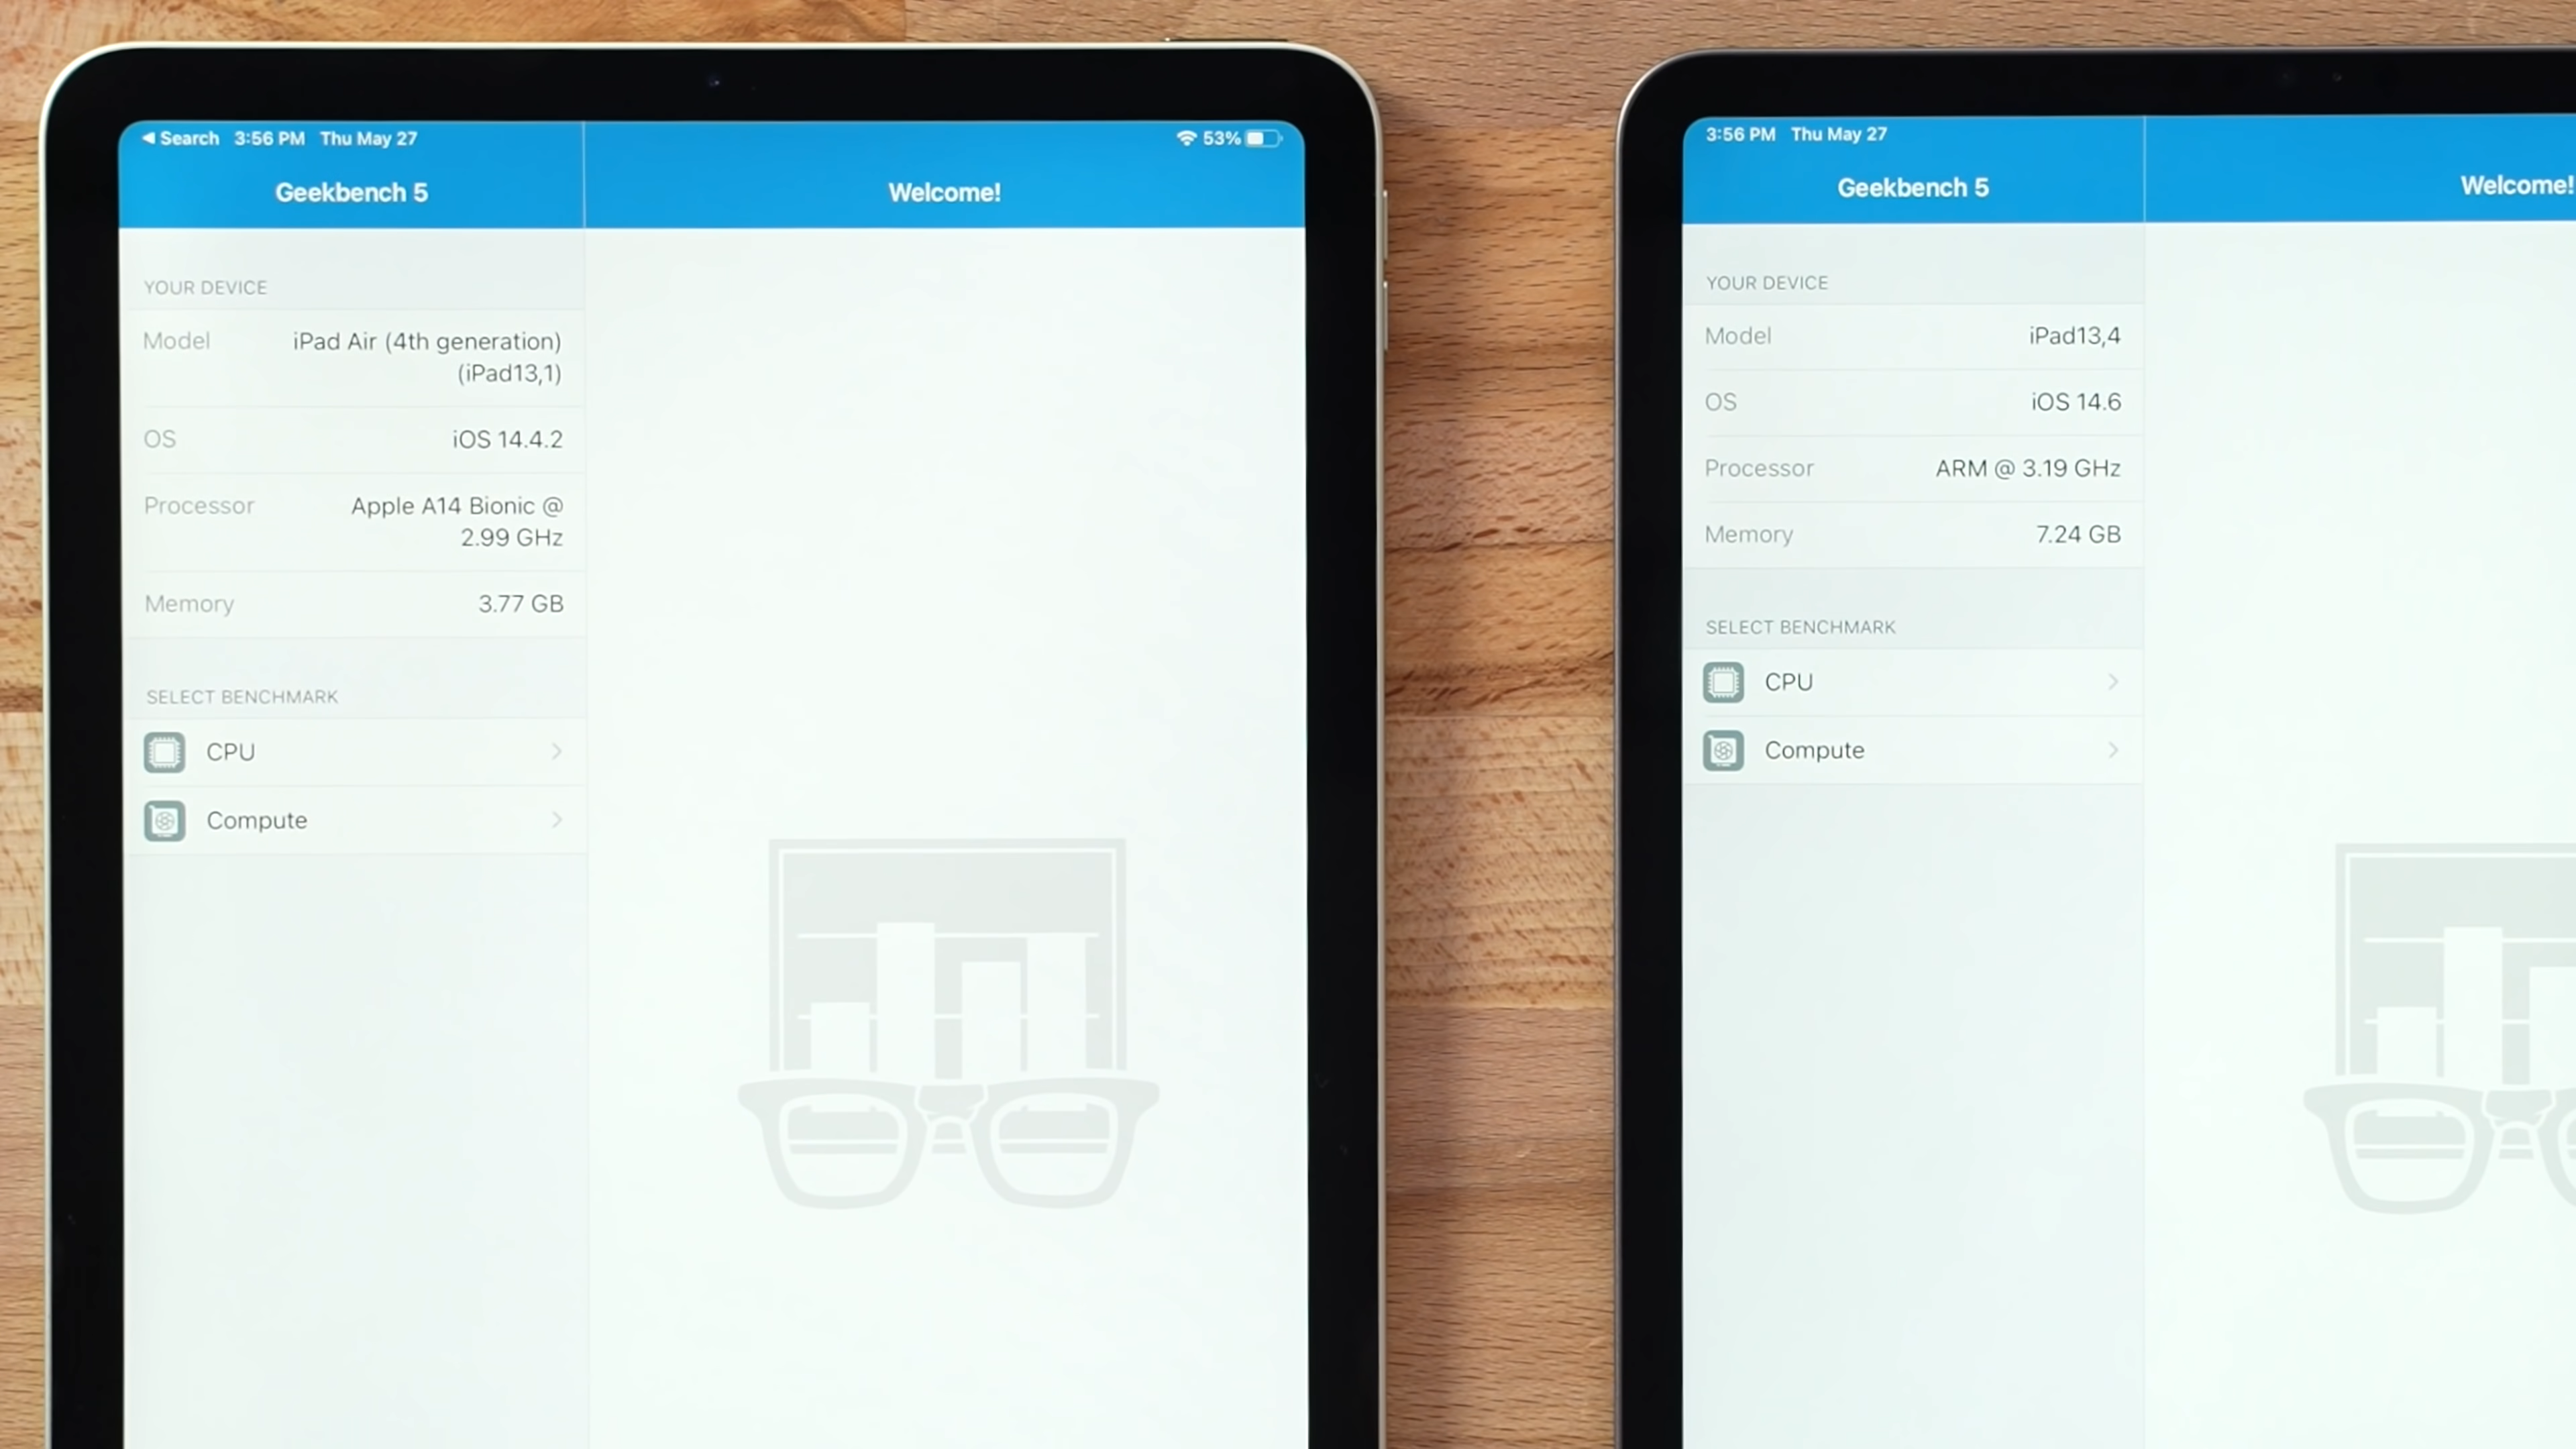 ◀ Search 3:56 PM Thu May 27
53%
Geekbench 5
Welcome!
YOUR DEVICE
Model iPad Air (4th generation)
(iPad13,1)
OS iOS 14.4.2
Processor Apple A14 Bionic @
2.99 GHz
Memory 3.77 GB
SELECT BENCHMARK
CPU
Compute
3:56 PM Thu May 27
Geekbench 5
Welcome!
YOUR DEVICE
Model iPad13,4
OS iOS 14.6
Processor ARM @ 3.19 GHz
Memory 7.24 GB
SELECT BENCHMARK
CPU
Compute